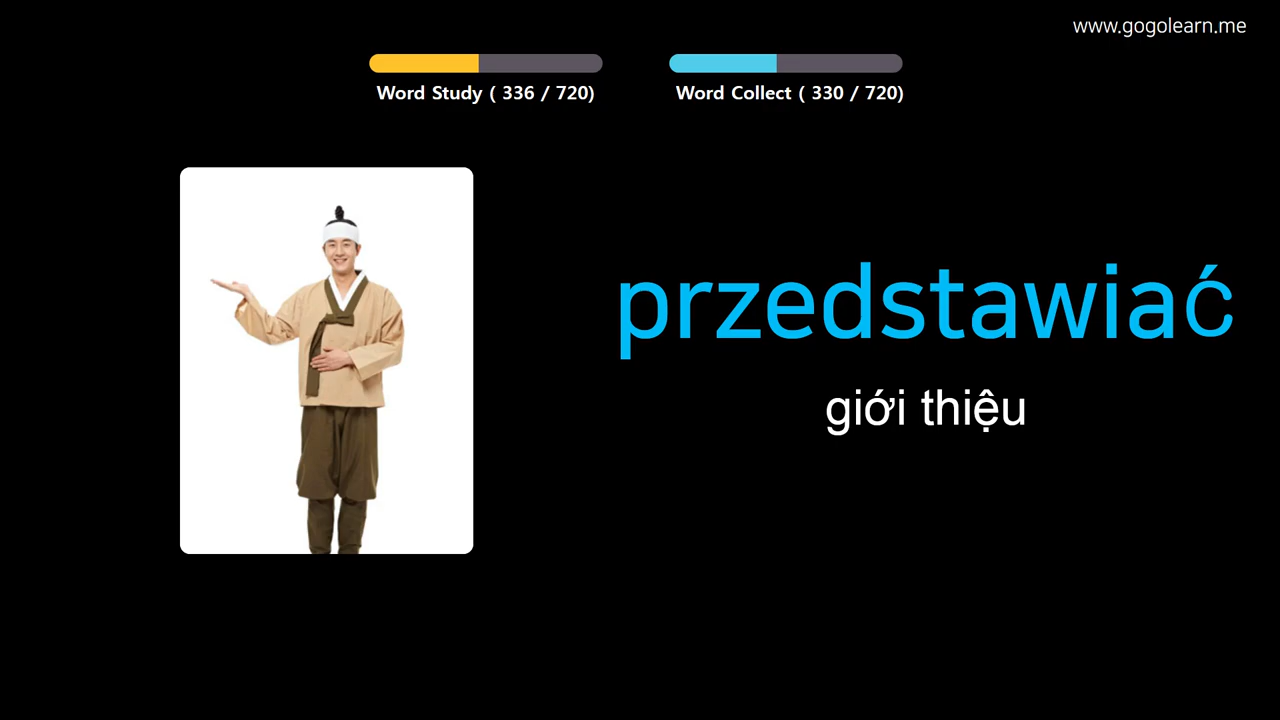 www.gogolearn.me
Word Study ( 336 / 720)
Word Collect ( 330 / 720)
przedstawiać
giới thiệu